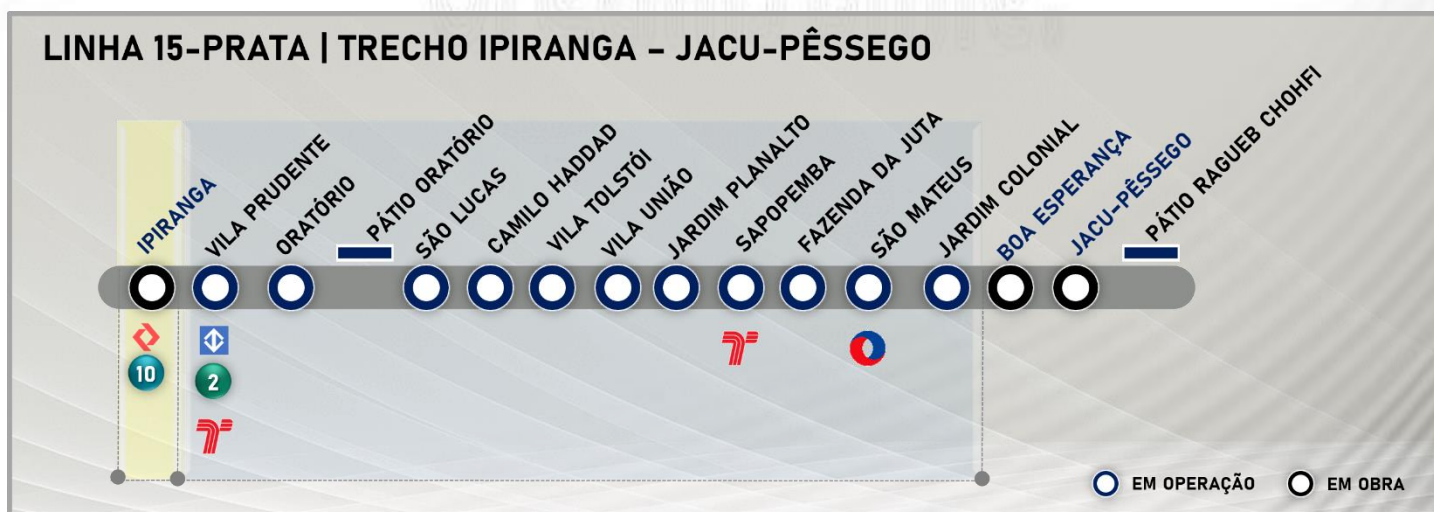 LINHA 15-PRATA | TRECHO IPIRANGA – JACU-PÊSSEGO
IPIRANGA
VILA PRUDENTE
ORATÓRIO
PÁTIO ORATÓRIO
SÃO LUCAS
CAMILO HADDAD
VILA TOLSTÓI
VILA UNIÃO
JARDIM PLANALTO
SAPOPEMBA
FAZENDA DA JUTA
SÃO MATEUS
JARDIM COLONIAL
BOA ESPERANÇA
JACU-PÊSSEGO
PÁTIO RAGUEB CHOHFI
10
2
EM OPERAÇÃO
EM OBRA